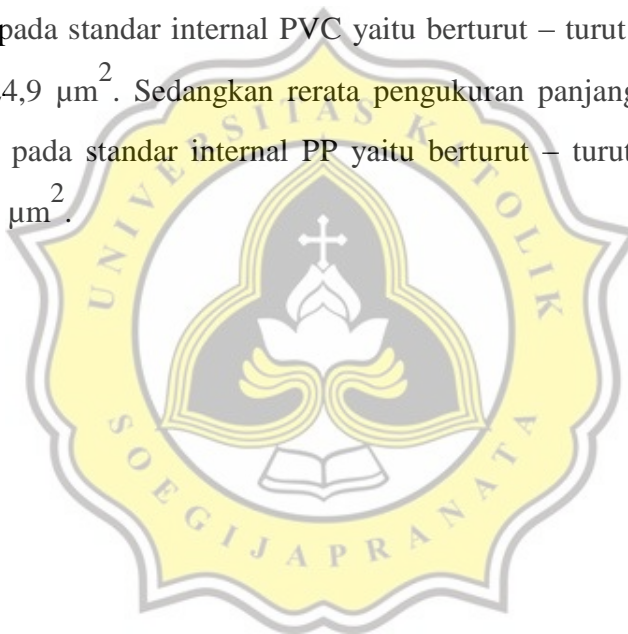 pada standar internal PVC yaitu berturut – turut
4,9 μm².  Sedangkan rerata pengukuran panjang
pada standar internal PP yaitu berturut – turut
μm².
UNIVERSITAS KATOLIK
SOEGIJAPRANATA